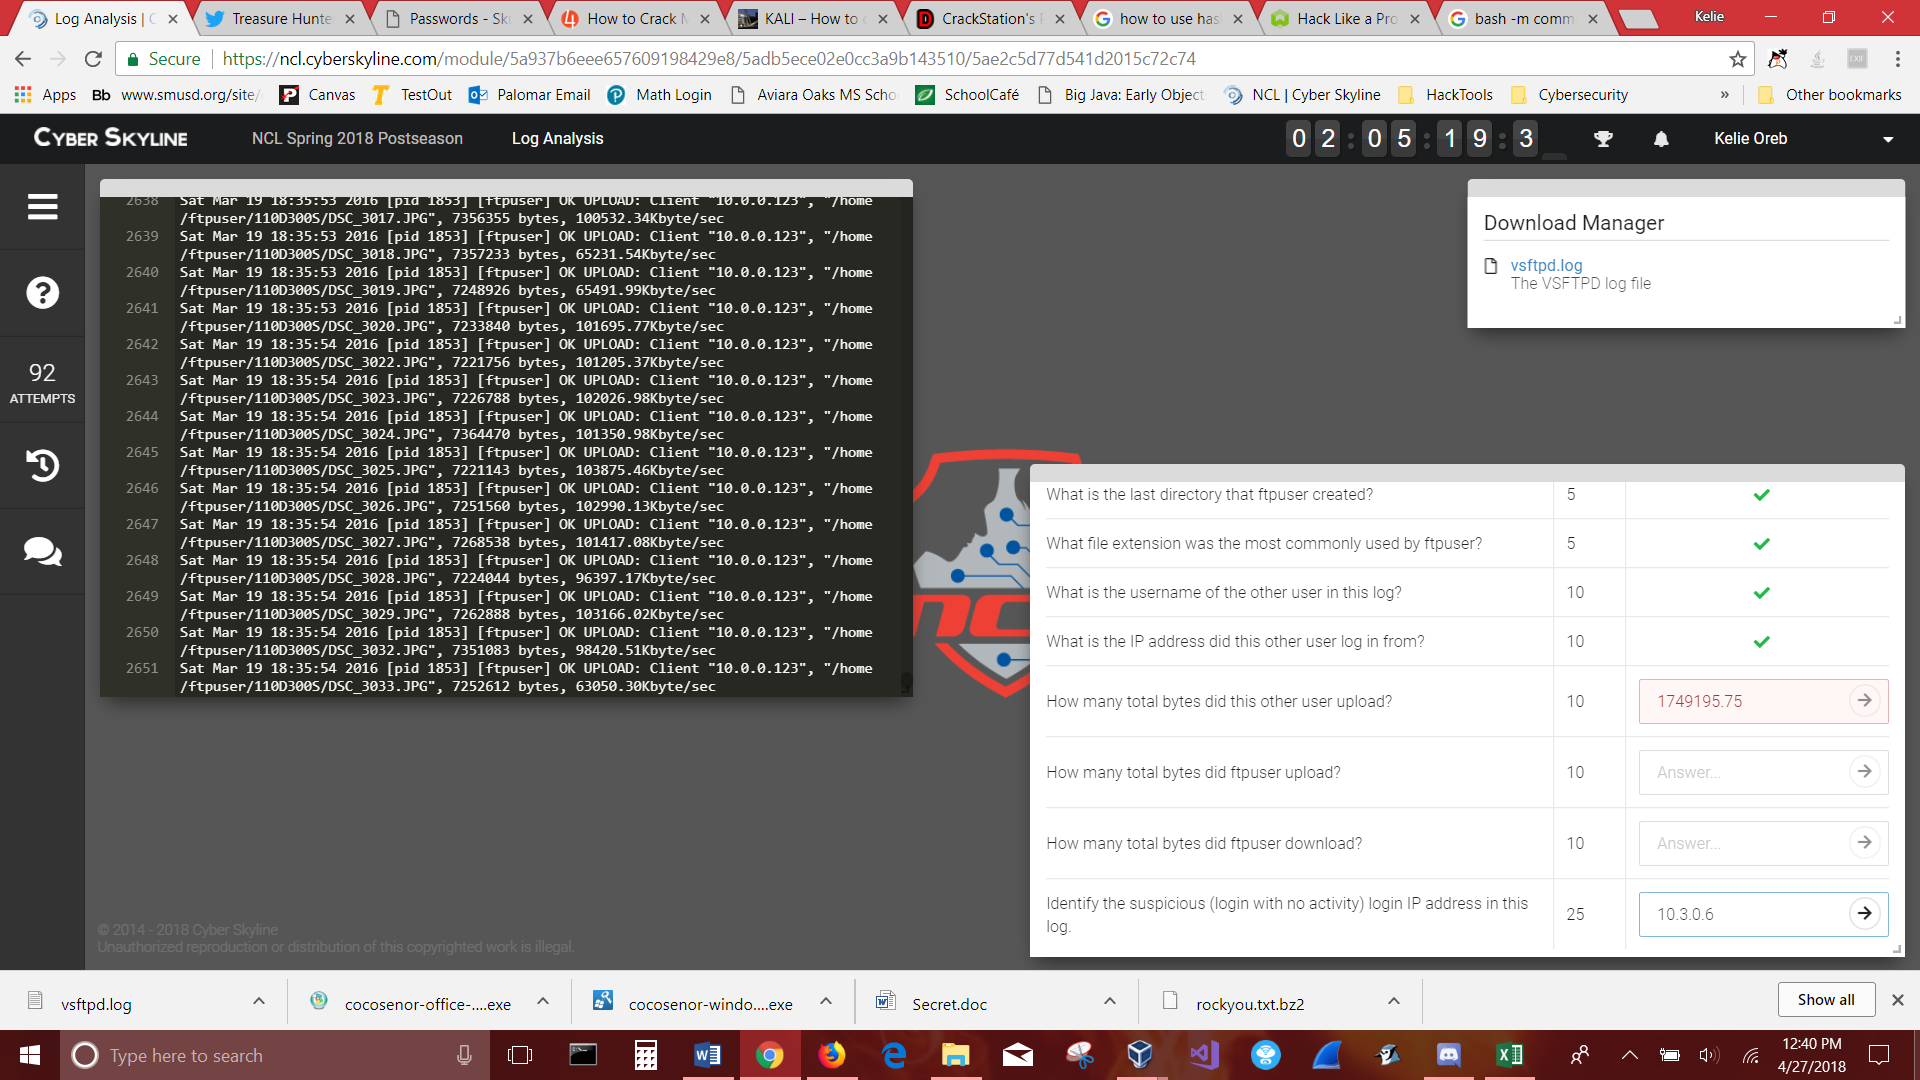 Log Analysis | C
Treasure Hunte
Passwords - Sk
How to Crack M
KALI – How to c
CrackStation's P
how to use has
Hack Like a Pro
bash -m comm
Kelie
Secure
https://ncl.cyberskyline.com/module/5a937b6eee657609198429e8/5adb5ece02e0cc3a9b143510/5ae2c5d77d541d2015c72c74
Apps
Bb www.smusd.org/site/
Canvas
TestOut
Palomar Email
Math Login
Aviara Oaks MS Scho
SchoolCafé
Big Java: Early Object
NCL | Cyber Skyline
HackTools
Cybersecurity
»
Other bookmarks
CYBER SKYLINE
NCL Spring 2018 Postseason
Log Analysis
02:05:19:3
Kelie Oreb
92
ATTEMPTS
2638 Sat Mar 19 18:35:53 2016 [pid 1853] [ftpuser] OK UPLOAD: Client "10.0.0.123", "/home
/ftpuser/110D300S/DSC_3017.JPG", 7356355 bytes, 100532.34Kbyte/sec
2639 Sat Mar 19 18:35:53 2016 [pid 1853] [ftpuser] OK UPLOAD: Client "10.0.0.123", "/home
/ftpuser/110D300S/DSC_3018.JPG", 7357233 bytes, 65231.54Kbyte/sec
2640 Sat Mar 19 18:35:53 2016 [pid 1853] [ftpuser] OK UPLOAD: Client "10.0.0.123", "/home
/ftpuser/110D300S/DSC_3019.JPG", 7248926 bytes, 65491.99Kbyte/sec
2641 Sat Mar 19 18:35:53 2016 [pid 1853] [ftpuser] OK UPLOAD: Client "10.0.0.123", "/home
/ftpuser/110D300S/DSC_3020.JPG", 7233840 bytes, 101695.77Kbyte/sec
2642 Sat Mar 19 18:35:54 2016 [pid 1853] [ftpuser] OK UPLOAD: Client "10.0.0.123", "/home
/ftpuser/110D300S/DSC_3022.JPG", 7221756 bytes, 101205.37Kbyte/sec
2643 Sat Mar 19 18:35:54 2016 [pid 1853] [ftpuser] OK UPLOAD: Client "10.0.0.123", "/home
/ftpuser/110D300S/DSC_3023.JPG", 7226788 bytes, 102026.98Kbyte/sec
2644 Sat Mar 19 18:35:54 2016 [pid 1853] [ftpuser] OK UPLOAD: Client "10.0.0.123", "/home
/ftpuser/110D300S/DSC_3024.JPG", 7364470 bytes, 101350.98Kbyte/sec
2645 Sat Mar 19 18:35:54 2016 [pid 1853] [ftpuser] OK UPLOAD: Client "10.0.0.123", "/home
/ftpuser/110D300S/DSC_3025.JPG", 7221143 bytes, 103875.46Kbyte/sec
2646 Sat Mar 19 18:35:54 2016 [pid 1853] [ftpuser] OK UPLOAD: Client "10.0.0.123", "/home
/ftpuser/110D300S/DSC_3026.JPG", 7251560 bytes, 102990.13Kbyte/sec
2647 Sat Mar 19 18:35:54 2016 [pid 1853] [ftpuser] OK UPLOAD: Client "10.0.0.123", "/home
/ftpuser/110D300S/DSC_3027.JPG", 7268538 bytes, 101417.08Kbyte/sec
2648 Sat Mar 19 18:35:54 2016 [pid 1853] [ftpuser] OK UPLOAD: Client "10.0.0.123", "/home
/ftpuser/110D300S/DSC_3028.JPG", 7224044 bytes, 96397.17Kbyte/sec
2649 Sat Mar 19 18:35:54 2016 [pid 1853] [ftpuser] OK UPLOAD: Client "10.0.0.123", "/home
/ftpuser/110D300S/DSC_3029.JPG", 7262888 bytes, 103166.02Kbyte/sec
2650 Sat Mar 19 18:35:54 2016 [pid 1853] [ftpuser] OK UPLOAD: Client "10.0.0.123", "/home
/ftpuser/110D300S/DSC_3032.JPG", 7351083 bytes, 98420.51Kbyte/sec
2651 Sat Mar 19 18:35:54 2016 [pid 1853] [ftpuser] OK UPLOAD: Client "10.0.0.123", "/home
/ftpuser/110D300S/DSC_3033.JPG", 7252612 bytes, 63050.30Kbyte/sec
Download Manager
vsftpd.log
The VSFTPD log file
What is the last directory that ftpuser created? 5
What file extension was the most commonly used by ftpuser? 5
What is the username of the other user in this log? 10
What is the IP address did this other user log in from? 10
How many total bytes did this other user upload? 10 1749195.75
How many total bytes did ftpuser upload? 10 Answer...
How many total bytes did ftpuser download? 10 Answer...
Identify the suspicious (login with no activity) login IP address in this
log. 25 10.3.0.6
© 2014 - 2018 Cyber Skyline
Unauthorized reproduction or distribution of this copyrighted work is illegal.
vsftpd.log
cocosenor-office-....exe
cocosenor-windo....exe
Secret.doc
rockyou.txt.bz2
Show all
Type here to search
12:40 PM
4/27/2018